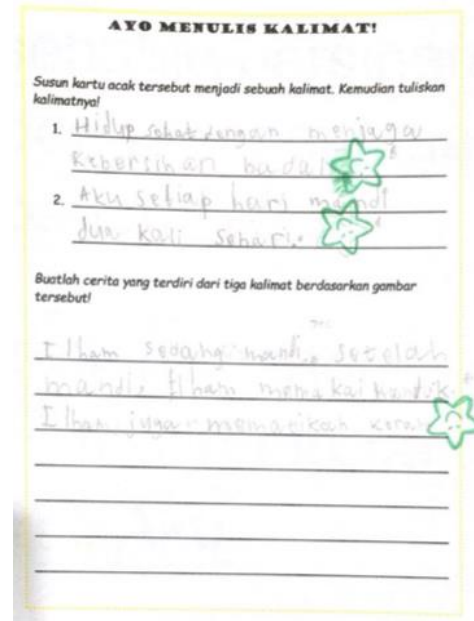 AYO MENULIS KALIMAT!
Susun kartu acak tersebut menjadi sebuah kalimat. Kemudian tuliskan
kalimatnya!
1. Hidup sehat dengan menjaga
Kebersihan badan
2. Aku setiap hari mandi
dua kali sehari.
Buatlah cerita yang terdiri dari tiga kalimat berdasarkan gambar
tersebut!
Ilham sedang mandi. Setelah
mandi, Ilham memakai handuk.
Ilham juga mematikan keran